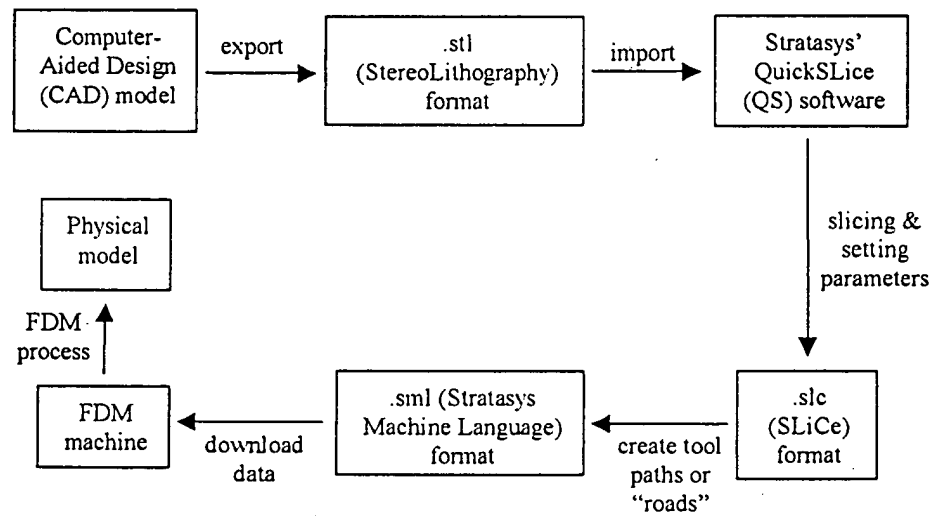 Computer-
Aided Design
(CAD) model
export
.stl
(StereoLithography)
format
import
Stratasys'
QuickSLice
(QS) software
slicing &
setting
parameters
.slc
(SLiCe)
format
create tool
paths or
“roads”
.sml (Stratasys
Machine Language)
format
download
data
FDM
machine
FDM
process
Physical
model